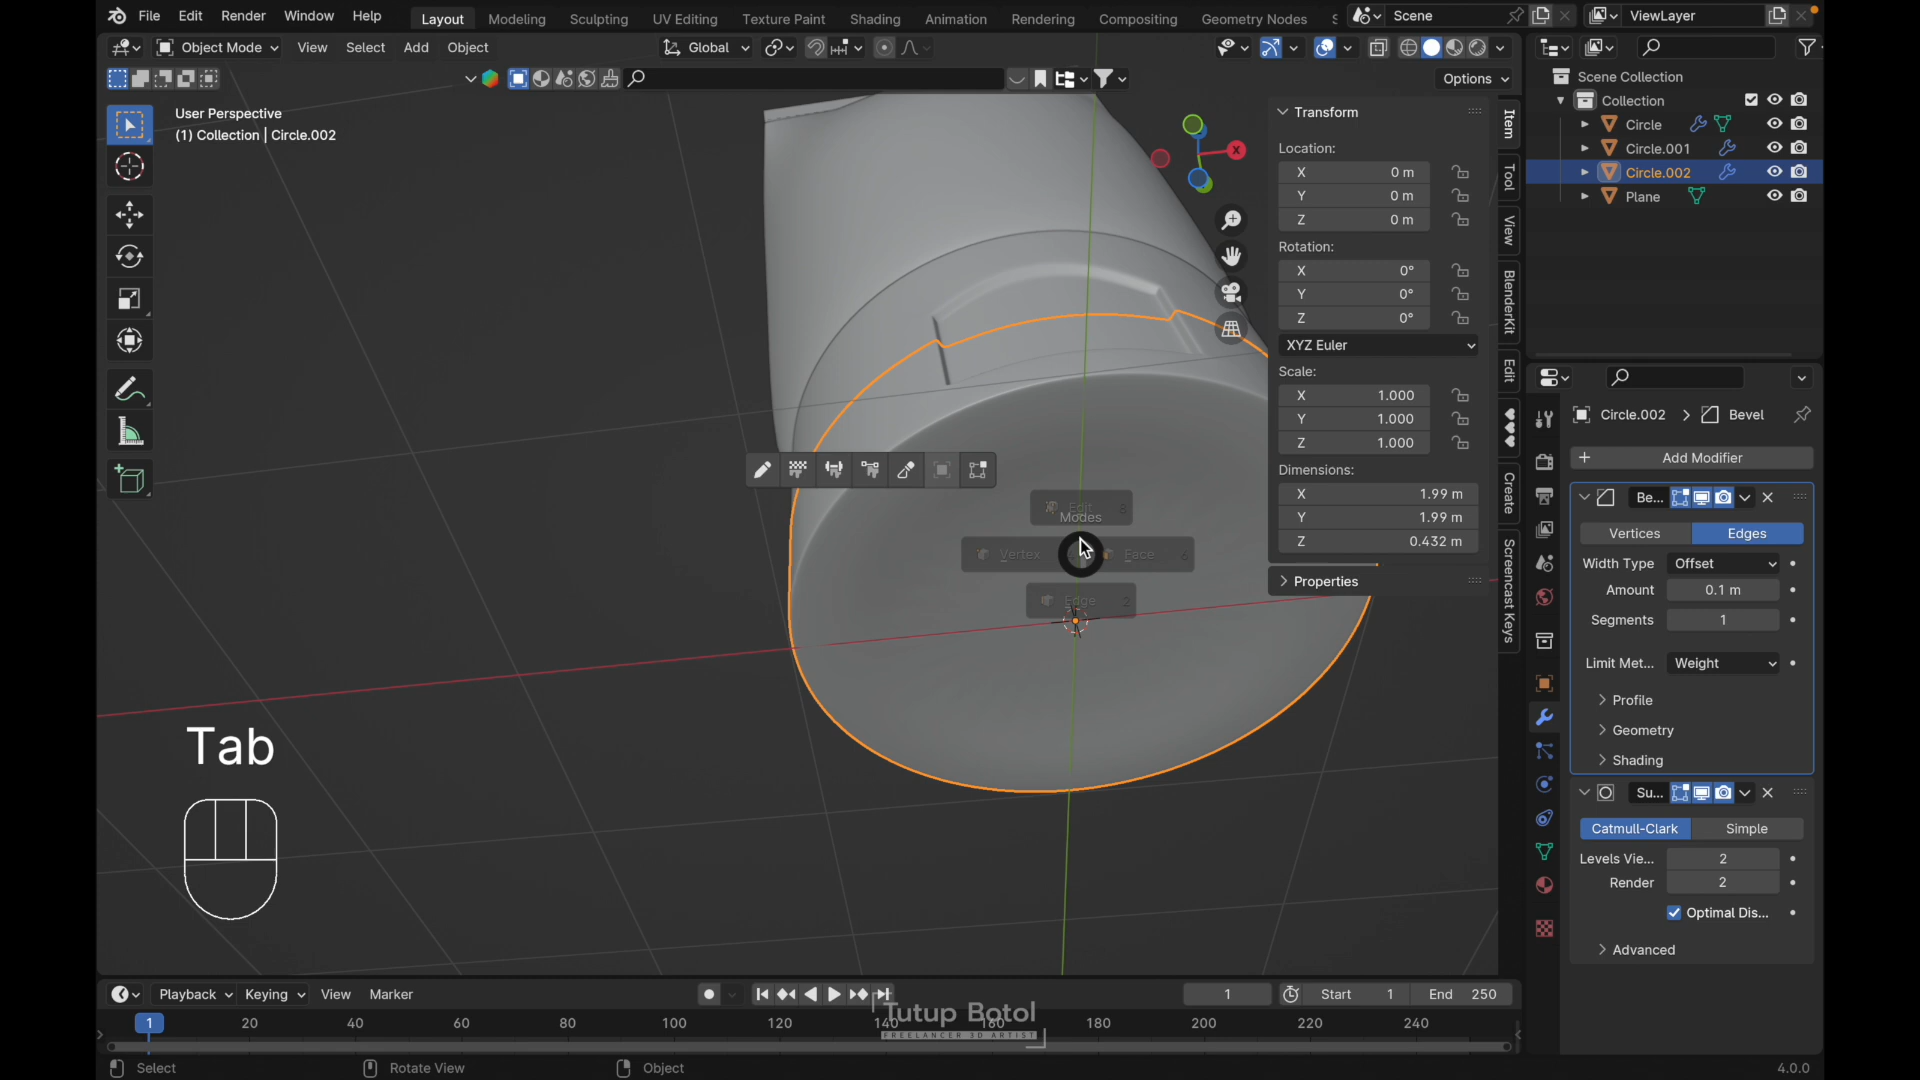 File Edit Render Window Help Layout Modeling Sculpting UV Editing Texture Paint Shading Animation Rendering Compositing Geometry Nodes Scene ViewLayer
Object Mode View Select Add Object Global
Options
User Perspective
(1) Collection | Circle.002
Transform
Location:
X 0 m
Y 0 m
Z 0 m
Rotation:
X 0°
Y 0°
Z 0°
XYZ Euler
Scale:
X 1.000
Y 1.000
Z 1.000
Dimensions:
X 1.99 m
Y 1.99 m
Z 0.432 m
Properties
Item
Tool
View
BlenderKit
Edit
Create
Screencast Keys
X
Edit 8
Modes
Vertex Face 6
Edge 2
Scene Collection
Collection
Circle
Circle.001
Circle.002
Plane
Circle.002 > Bevel
Add Modifier
Be...
Vertices Edges
Width Type Offset
Amount 0.1 m
Segments 1
Limit Met... Weight
Profile
Geometry
Shading
Su...
Catmull-Clark Simple
Levels Vie... 2
Render 2
Optimal Dis...
Advanced
Tab
Playback Keying View Marker 1 Start 1 End 250
1 20 40 60 80 100 120 140 160 180 200 220 240
Tutup Botol
FREELANCER 3D ARTIST
Select Rotate View Object 4.0.0